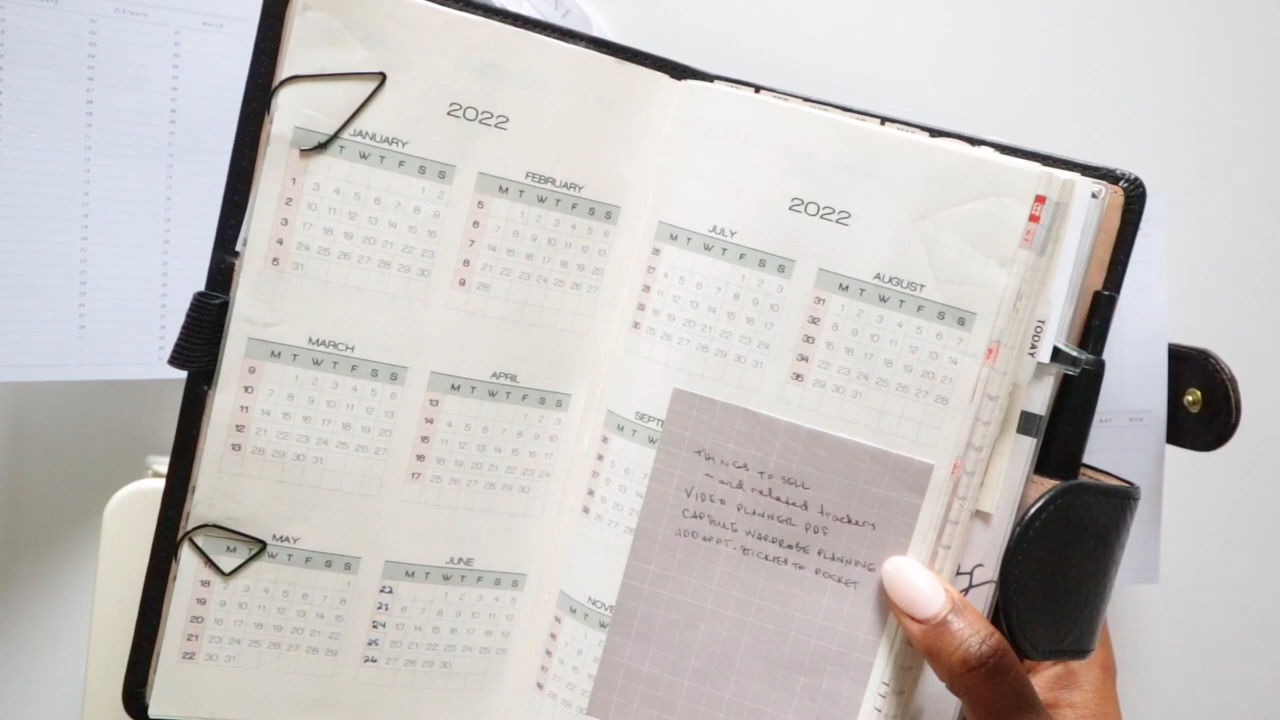 2022
JANUARY
T W T F S S
1 1 2
2 3 4 5 6 7 8 9
3 10 11 12 13 14 15 16
4 17 18 19 20 21 22 23
5 24 25 26 27 28 29 30
31
FEBRUARY
M T W T F S S
5 1 2 3 4 5 6
6 7 8 9 10 11 12 13
7 14 15 16 17 18 19 20
8 21 22 23 24 25 26 27
9 28
MARCH
M T W T F S S
9 1 2 3 4 5 6
10 7 8 9 10 11 12 13
11 14 15 16 17 18 19 20
12 21 22 23 24 25 26 27
13 28 29 30 31
APRIL
M T W T F S S
13 1 2 3
14 4 5 6 7 8 9 10
15 11 12 13 14 15 16 17
16 18 19 20 21 22 23 24
17 25 26 27 28 29 30
MAY
M T W T F S S
1
18 2 3 4 5 6 7 8
19 9 10 11 12 13 14 15
20 16 17 18 19 20 21 22
21 23 24 25 26 27 28 29
22 30 31
JUNE
M T W T F S S
22 1 2 3 4 5
23 6 7 8 9 10 11 12
24 13 14 15 16 17 18 19
25 20 21 22 23 24 25 26
26 27 28 29 30
2022
JULY
M T W T F S S
26 1 2 3
27 4 5 6 7 8 9 10
28 11 12 13 14 15 16 17
29 18 19 20 21 22 23 24
30 25 26 27 28 29 30 31
AUGUST
M T W T F S S
31 1 2 3 4 5 6 7
32 8 9 10 11 12 13 14
33 15 16 17 18 19 20 21
34 22 23 24 25 26 27 28
35 29 30 31
SEPT
M T W
NOVE
M T W
THINGS TO SELL
- and related trackers
VIDEO PLANNER PDF
CAPSULE WARDROBE PLANNING
ADD APPT. STICKER TO POCKET
TODAY
SAT SUN